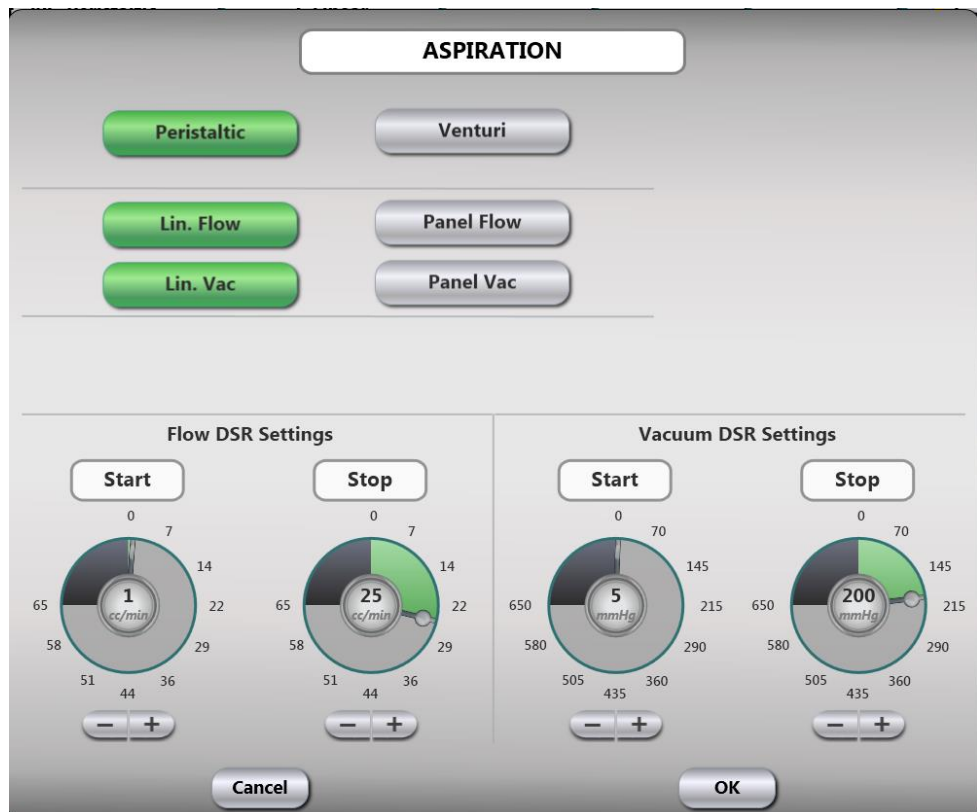 ASPIRATION
Peristaltic Venturi
Lin. Flow Panel Flow
Lin. Vac Panel Vac
Flow DSR Settings Vacuum DSR Settings
Start Stop Start Stop
0 7 14 22 29 36 44 51 58 65
1
cc/min
− +
0 7 14 22 29 36 44 51 58 65
25
cc/min
− +
0 70 145 215 290 360 435 505 580 650
5
mmHg
− +
0 70 145 215 290 360 435 505 580 650
200
mmHg
− +
Cancel OK